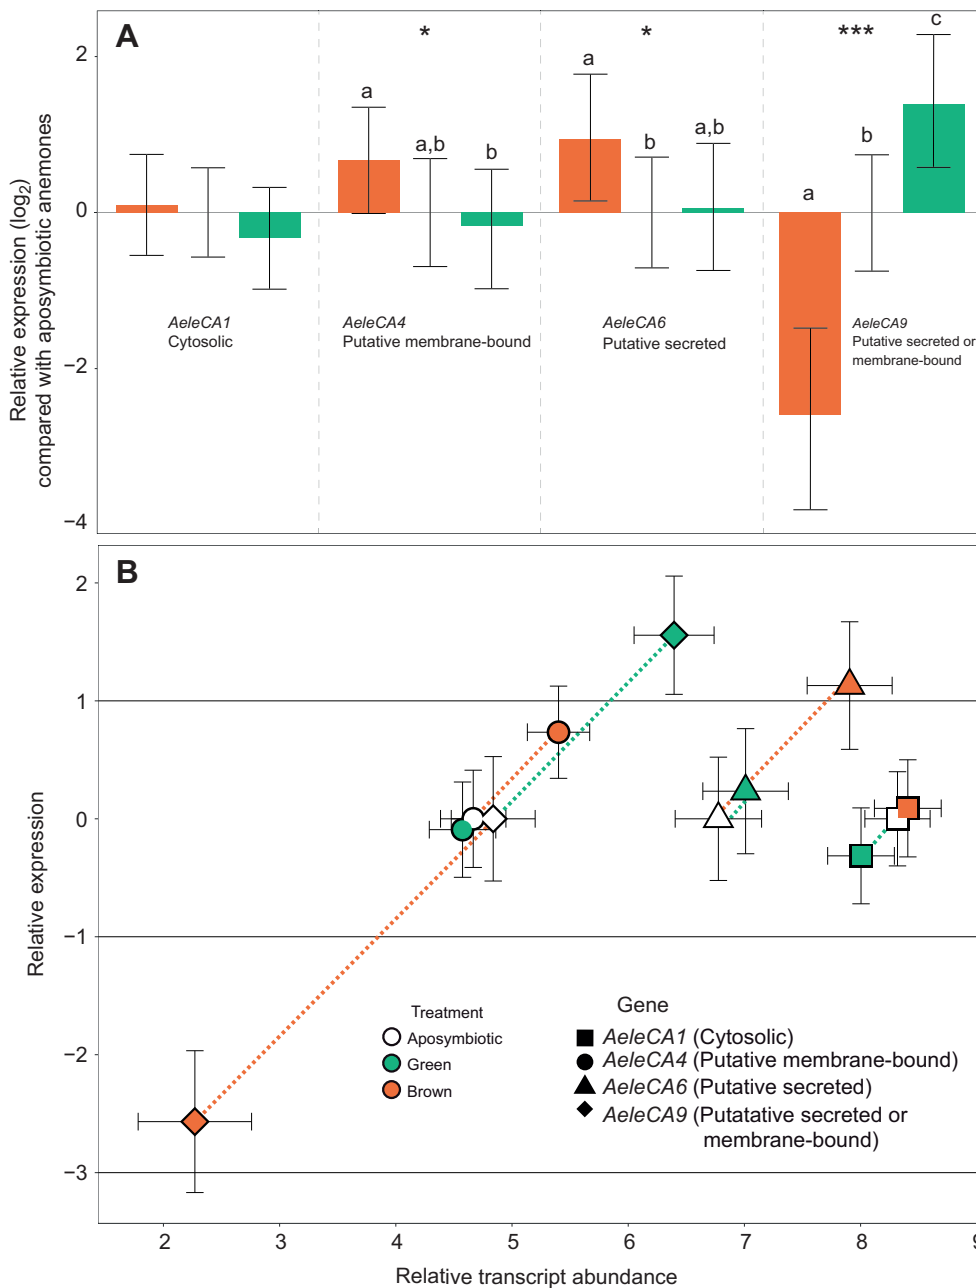 A
*
*
***
c
a
a,b
b
a
b
a,b
a
b
2
0
−2
−4
Relative expression (log2)
compared with aposymbiotic anemones
AeleCA1
Cytosolic
AeleCA4
Putative membrane-bound
AeleCA6
Putative secreted
AeleCA9
Putative secreted or
membrane-bound
B
2
1
0
−1
−2
−3
Relative expression
Treatment
Aposymbiotic
Green
Brown
Gene
AeleCA1 (Cytosolic)
AeleCA4 (Putative membrane-bound)
AeleCA6 (Putative secreted)
AeleCA9 (Putatative secreted or
membrane-bound)
2 3 4 5 6 7 8 9
Relative transcript abundance